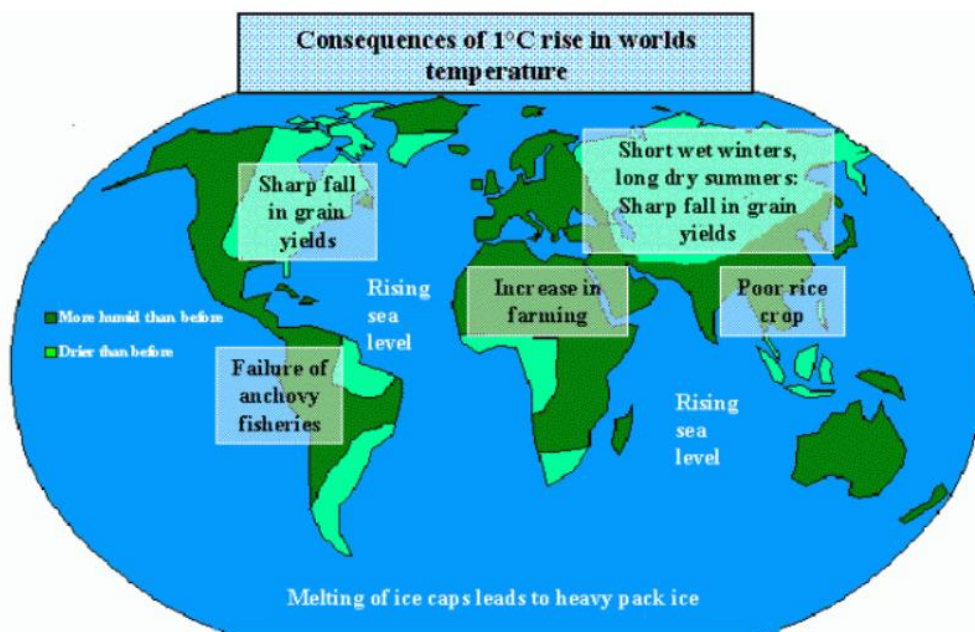 Consequences of 1°C rise in worlds
temperature
Sharp fall
in grain
yields
Short wet winters,
long dry summers:
Sharp fall in grain
yields
Rising
sea
level
Increase in
farming
Poor rice
crop
More humid than before
Drier than before
Failure of
anchovy
fisheries
Rising
sea
level
Melting of ice caps leads to heavy pack ice